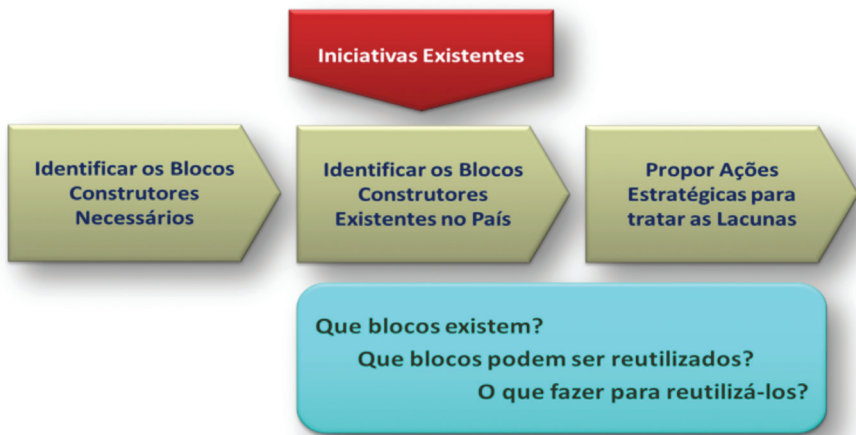 Iniciativas Existentes
Identificar os Blocos
Construtores
Necessários
Identificar os Blocos
Construtores
Existentes no País
Propor Ações
Estratégicas para
tratar as Lacunas
Que blocos existem?
Que blocos podem ser reutilizados?
O que fazer para reutilizá-los?